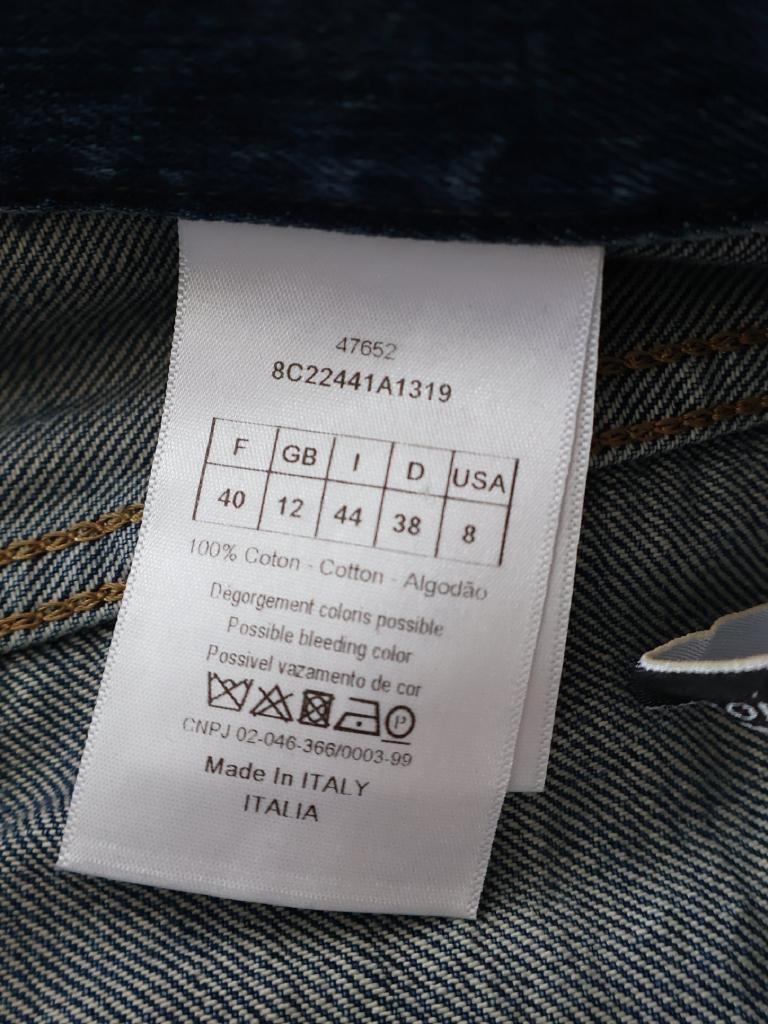 47652
8C22441A1319
F GB I D USA
40 12 44 38 8
100% Coton - Cotton - Algodão
Dégorgement coloris possible
Possible bleeding color
Possivel vazamento de cor
P
CNPJ 02-046-366/0003-99
Made In ITALY
ITALIA